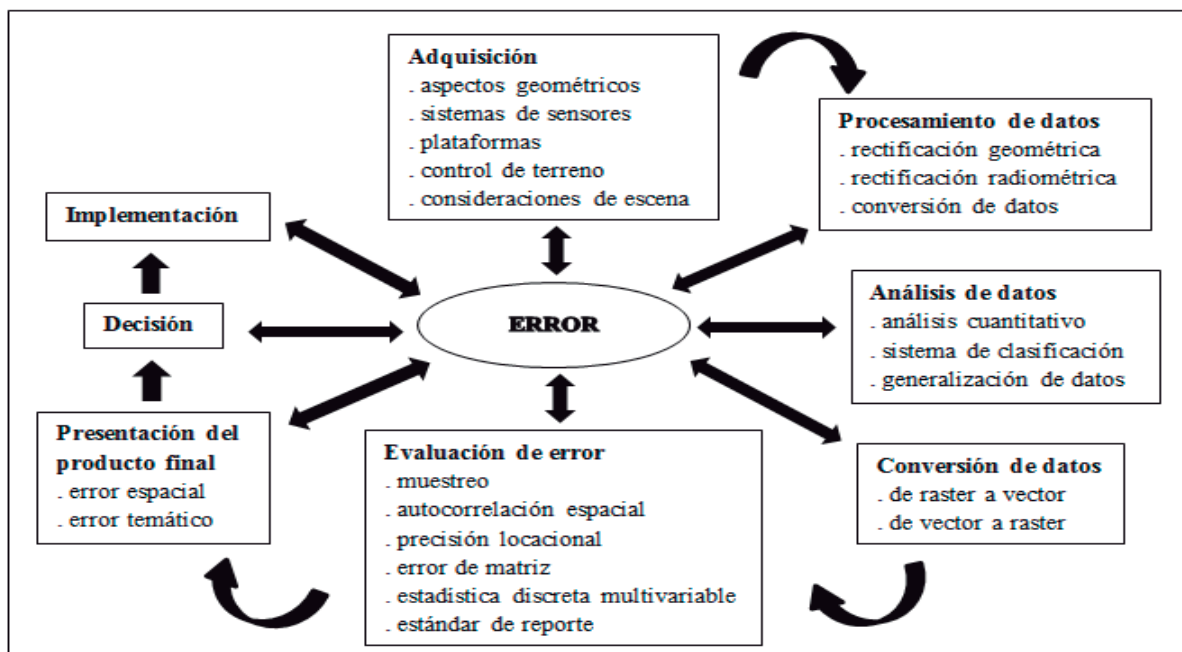 Adquisición
. aspectos geométricos
. sistemas de sensores
. plataformas
. control de terreno
. consideraciones de escena
Procesamiento de datos
. rectificación geométrica
. rectificación radiométrica
. conversión de datos
Análisis de datos
. análisis cuantitativo
. sistema de clasificación
. generalización de datos
Conversión de datos
. de raster a vector
. de vector a raster
Evaluación de error
. muestreo
. autocorrelación espacial
. precisión locacional
. error de matriz
. estadística discreta multivariable
. estándar de reporte
Presentación del
producto final
. error espacial
. error temático
Decisión
Implementación
ERROR